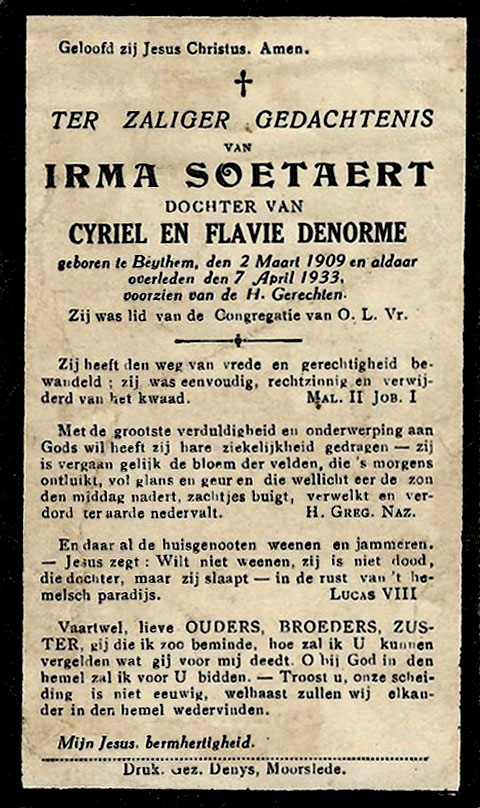 Geloofd zij Jesus Christus. Amen.
TER ZALIGER GEDACHTENIS
VAN
IRMA SOETAERT
DOCHTER VAN
CYRIEL EN FLAVIE DENORME
geboren te Beythem, den 2 Maart 1909 en aldaar
overleden den 7 April 1933,
voorzien van de H. Gerechten.
Zij was lid van de Congregatie van O. L. Vr.
Zij heeft den weg van vrede en gerechtigheid be-
wandeld ; zij was eenvoudig, rechtzinnig en verwij-
derd van het kwaad. MAL. II JOB. I
Met de grootste verduldigheid en onderwerping aan
Gods wil heeft zij hare ziekelijkheid gedragen — zij
is vergaan gelijk de bloem der velden, die 's morgens
ontluikt, vol glans en geur en die wellicht eer de zon
den middag nadert, zachtjes buigt, verwelkt en ver-
dord ter aarde nedervalt. H. GREG. NAZ.
En daar al de huisgenooten weenen en jammeren.
— Jesus zegt : Wilt niet weenen, zij is niet dood,
die dochter, maar zij slaapt — in de rust van 't he-
melsch paradijs. LUCAS VIII
Vaartwel, lieve OUDERS, BROEDERS, ZUS-
TER, gij die ik zoo beminde, hoe zal ik U kunnen
vergelden wat gij voor mij deedt. O bij God in den
hemel zal ik voor U bidden. — Troost u, onze schei-
ding is niet eeuwig, welhaast zullen wij elkan-
der in den hemel wedervinden.
Mijn Jesus, bermhertigheid.
Druk. Gez. Denys, Moorslede.